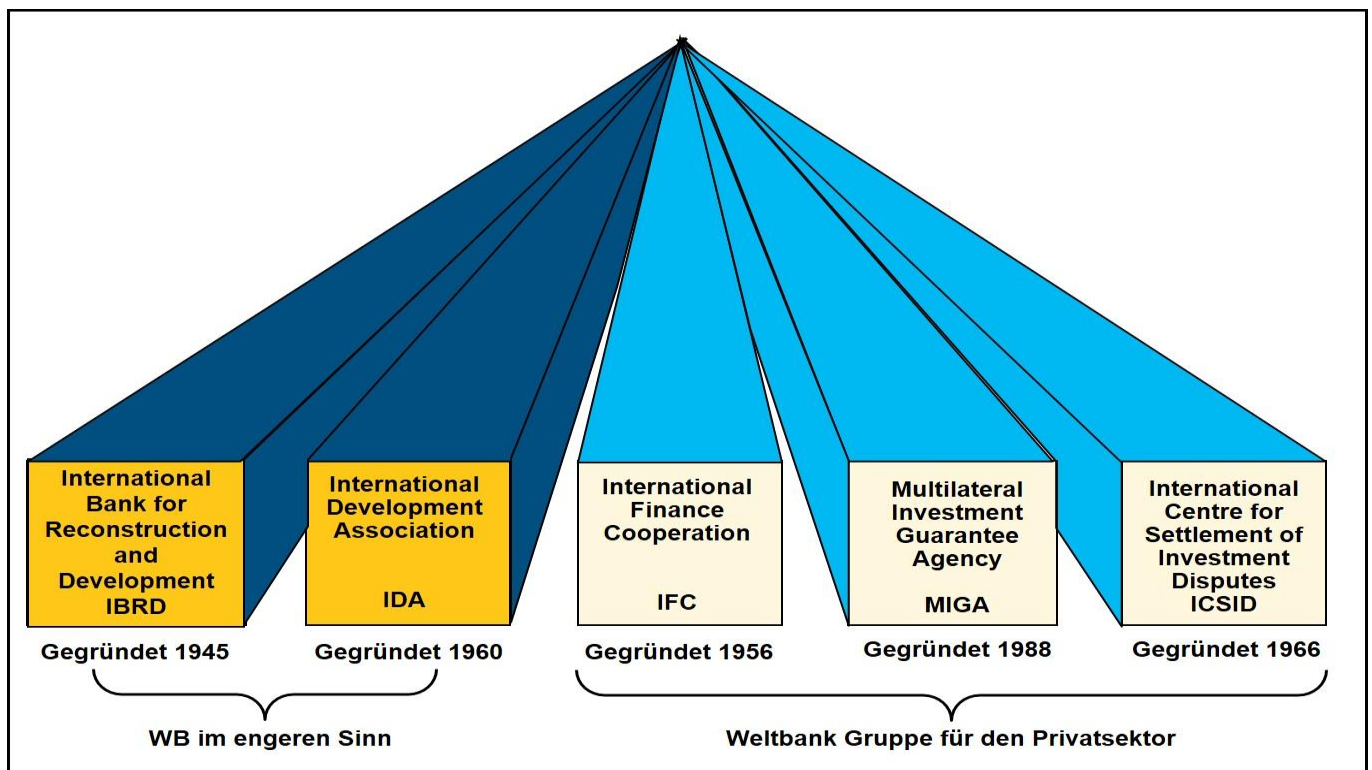 International
Bank for
Reconstruction
and
Development
IBRD
Gegründet 1945
International
Development
Association
IDA
Gegründet 1960
International
Finance
Cooperation
IFC
Gegründet 1956
Multilateral
Investment
Guarantee
Agency
MIGA
Gegründet 1988
International
Centre for
Settlement of
Investment
Disputes
ICSID
Gegründet 1966
WB im engeren Sinn
Weltbank Gruppe für den Privatsektor